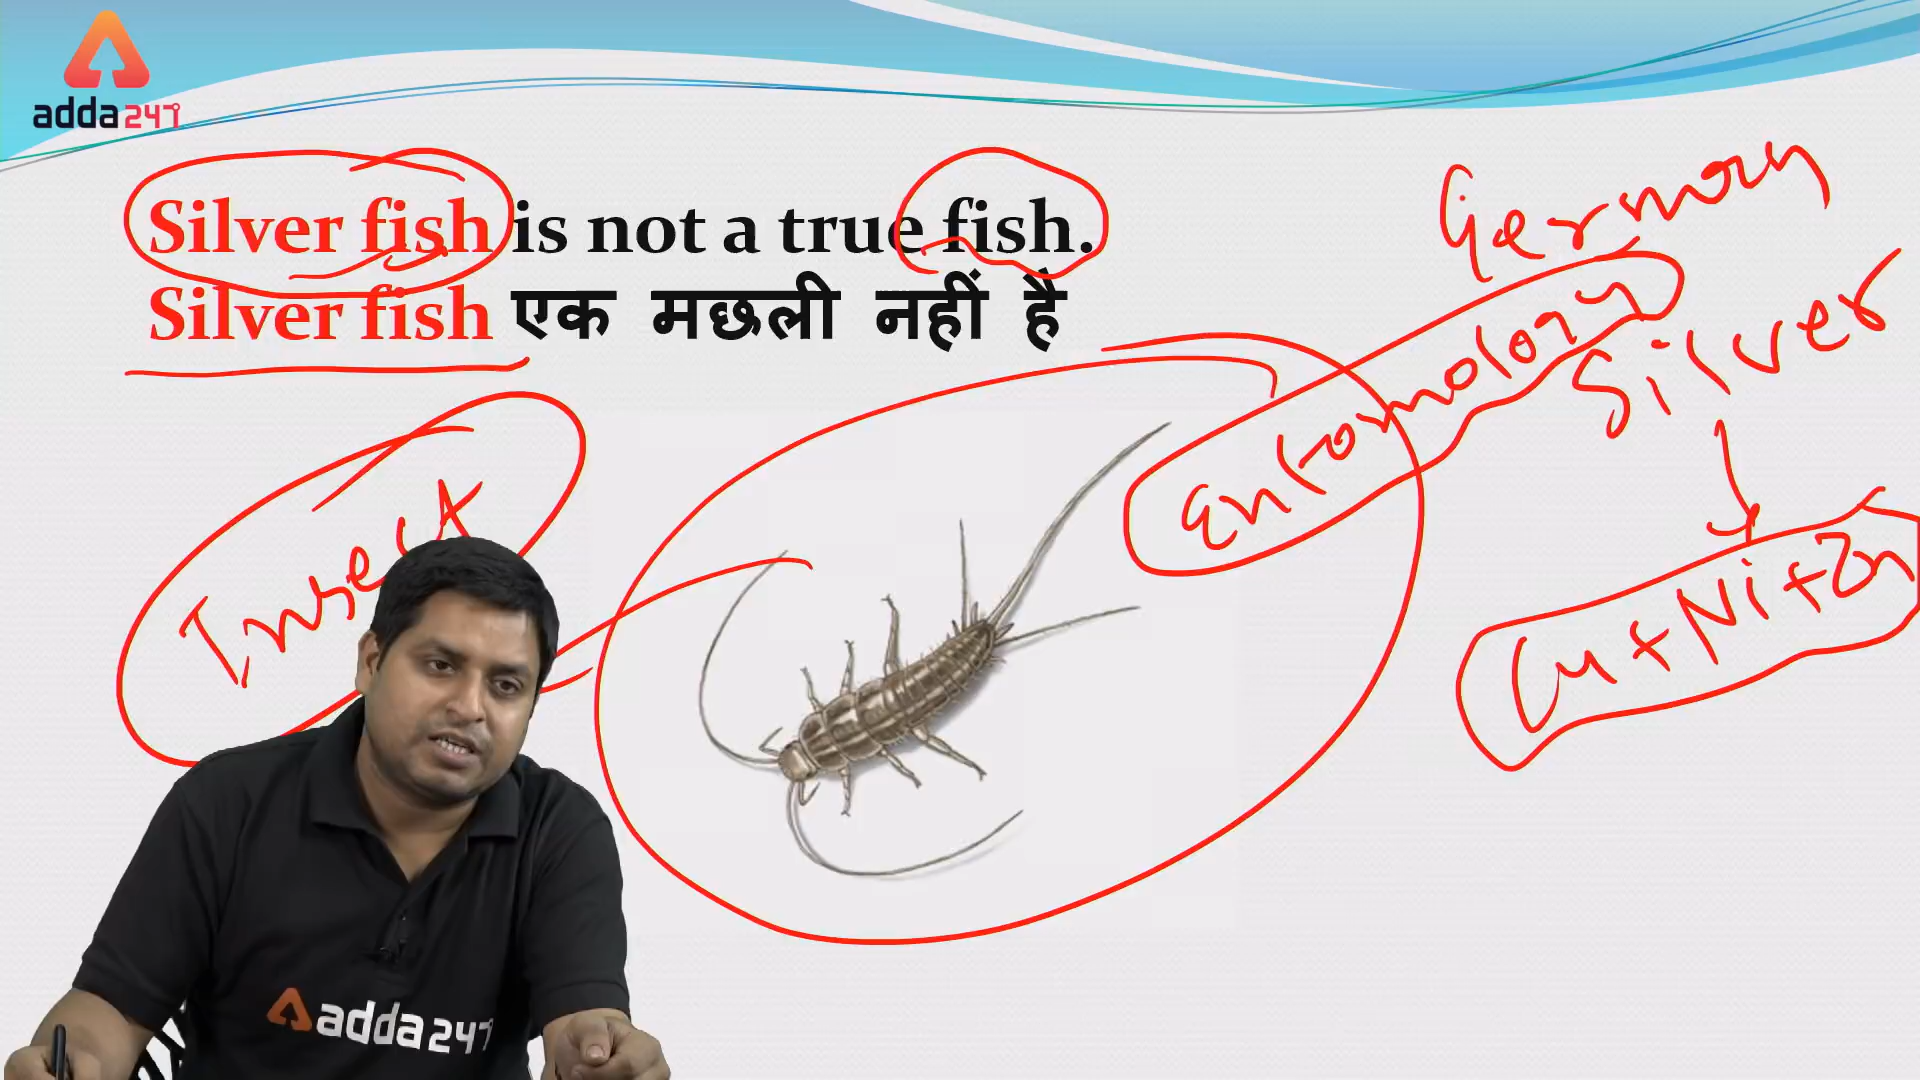 adda247
Silver fish is not a true fish.
Silver fish एक मछली नहीं है
Germany
Silver
Entomology
Insect
Cu+Ni+Zn
adda247